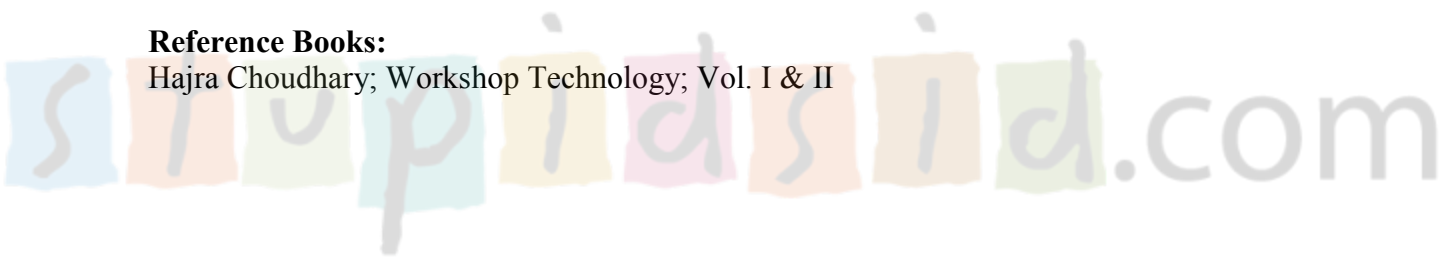 Reference Books:
Hajra Choudhary; Workshop Technology; Vol. I & II
stupidsid.com